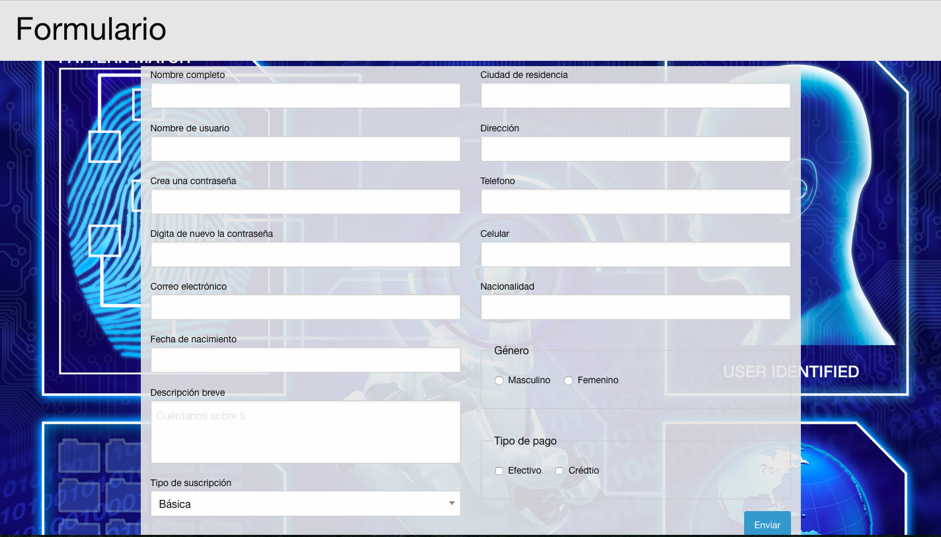 Formulario
PATTERN MATCH
Nombre completo
Nombre de usuario
Crea una contraseña
Digita de nuevo la contraseña
Correo electrónico
Fecha de nacimiento
Descripción breve
Cuéntanos sobre ti
Tipo de suscripción
Básica
Ciudad de residencia
Dirección
Telefono
Celular
Nacionalidad
Género
Masculino Femenino
USER IDENTIFIED
Tipo de pago
Efectivo Crédtio
Enviar